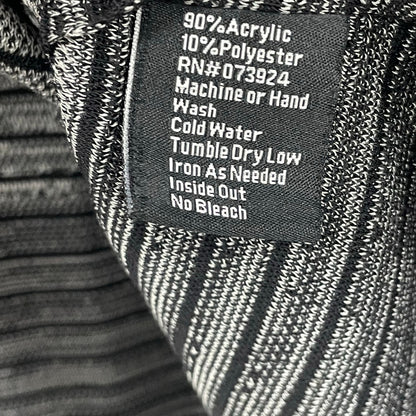 90%Acrylic
10%Polyester
RN#073924
Machine or Hand
Wash
Cold Water
Tumble Dry Low
Iron As Needed
Inside Out
No Bleach